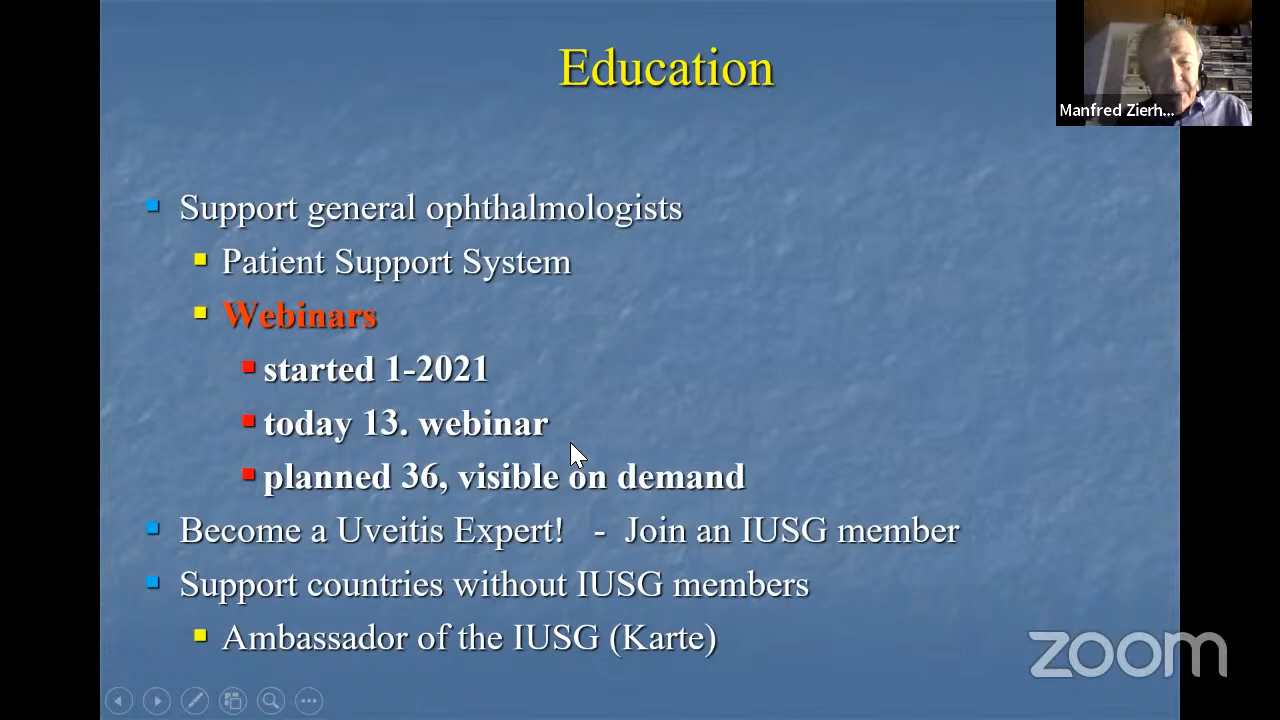 Education
Manfred Zierh...
Support general ophthalmologists
Patient Support System
Webinars
started 1-2021
today 13. webinar
planned 36, visible on demand
Become a Uveitis Expert! - Join an IUSG member
Support countries without IUSG members
Ambassador of the IUSG (Karte)
zoom